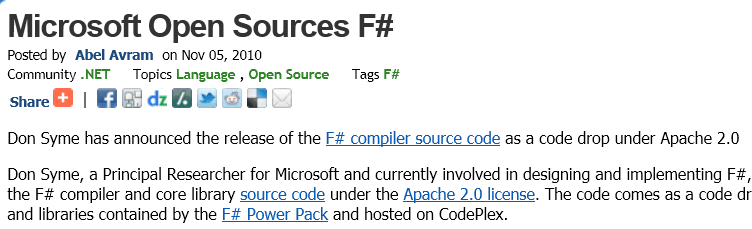 Microsoft Open Sources F#
Posted by Abel Avram on Nov 05, 2010
Community .NET Topics Language , Open Source Tags F#
Share | dz
Don Syme has announced the release of the F# compiler source code as a code drop under Apache 2.0
Don Syme, a Principal Researcher for Microsoft and currently involved in designing and implementing F#,
the F# compiler and core library source code under the Apache 2.0 license. The code comes as a code dr
and libraries contained by the F# Power Pack and hosted on CodePlex.